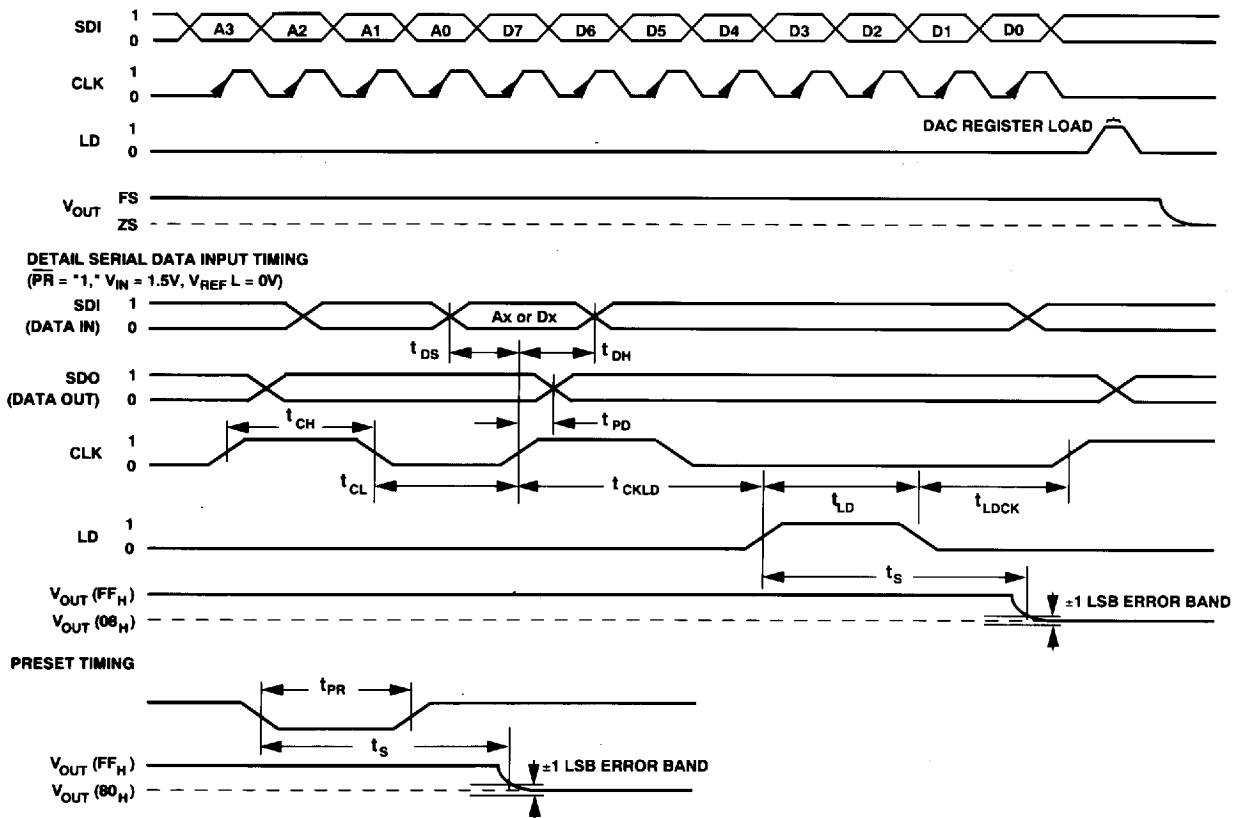 SDI 1 0 A3 A2 A1 A0 D7 D6 D5 D4 D3 D2 D1 D0
CLK 1 0
LD 1 0 DAC REGISTER LOAD
VOUT FS ZS
DETAIL SERIAL DATA INPUT TIMING
(PR = "1," VIN = 1.5V, VREF L = 0V)
SDI (DATA IN) 1 0 Ax or Dx
tDS tDH
SDO (DATA OUT) 1 0
tPD
tCH
CLK 1 0
tCL tCKLD tLD tLDCK
LD 1 0
tS
VOUT (FFH)
±1 LSB ERROR BAND
VOUT (08H)
PRESET TIMING
tPR
tS
VOUT (FFH)
±1 LSB ERROR BAND
VOUT (80H)